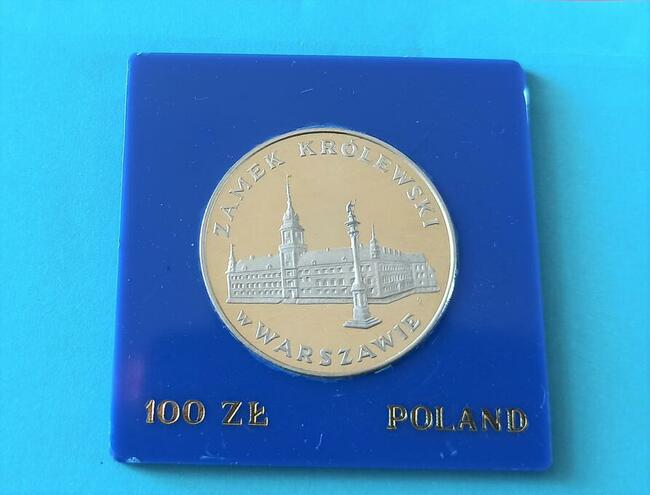 ZAMEK KRÓLEWSKI
W WARSZAWIE
100 ZŁ
POLAND